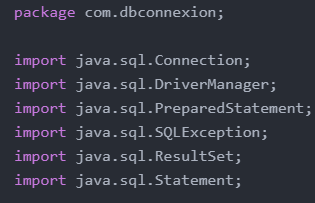 package com.dbconnexion;
import java.sql.Connection;
import java.sql.DriverManager;
import java.sql.PreparedStatement;
import java.sql.SQLException;
import java.sql.ResultSet;
import java.sql.Statement;